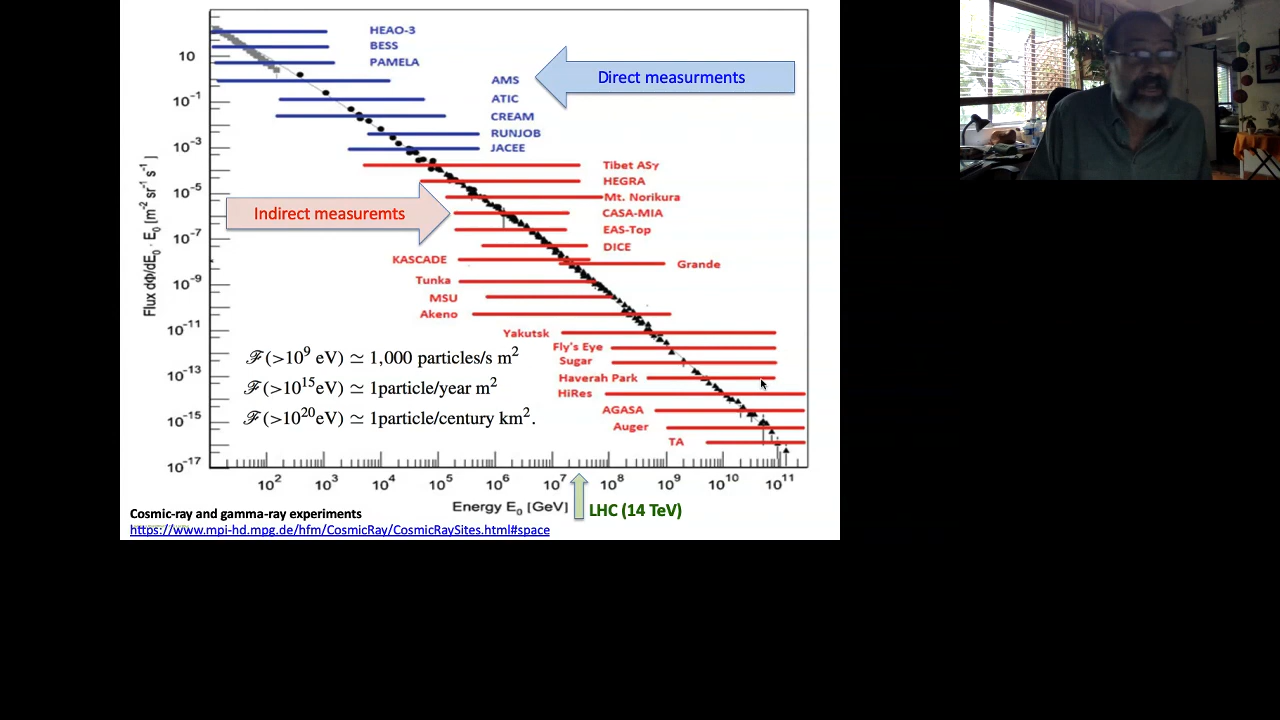 HEAO-3
BESS
PAMELA
AMS
ATIC
CREAM
RUNJOB
JACEE
Direct measurments
Tibet ASγ
HEGRA
Mt. Norikura
CASA-MIA
EAS-Top
DICE
KASCADE
Grande
Tunka
MSU
Akeno
Yakutsk
Fly's Eye
Sugar
Haverah Park
HiRes
AGASA
Auger
TA
Indirect measuremts
Flux dΦ/dE₀ · E₀ [m⁻² sr⁻¹ s⁻¹]
10
10⁻¹
10⁻³
10⁻⁵
10⁻⁷
10⁻⁹
10⁻¹¹
10⁻¹³
10⁻¹⁵
10⁻¹⁷
ℱ(>10⁹ eV) ≃ 1,000 particles/s m²
ℱ(>10¹⁵eV) ≃ 1particle/year m²
ℱ(>10²⁰eV) ≃ 1particle/century km².
10² 10³ 10⁴ 10⁵ 10⁶ 10⁷ 10⁸ 10⁹ 10¹⁰ 10¹¹
Energy E₀ [GeV]
LHC (14 TeV)
Cosmic-ray and gamma-ray experiments
https://www.mpi-hd.mpg.de/hfm/CosmicRay/CosmicRaySites.html#space